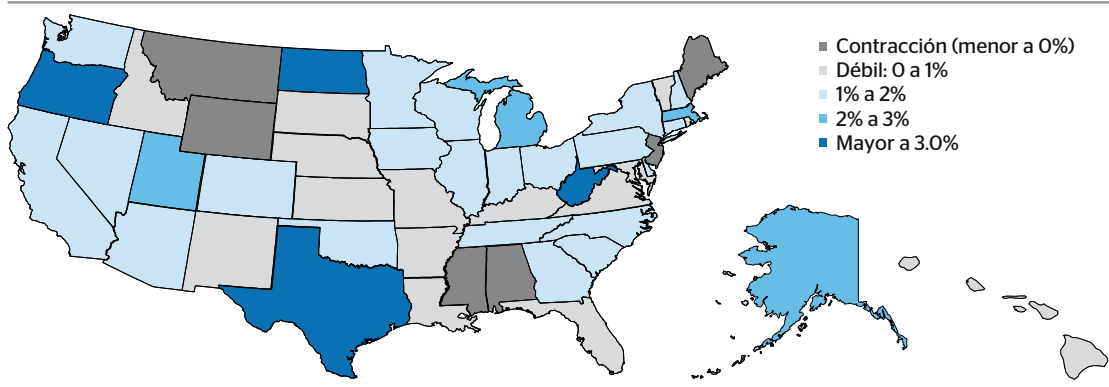 Contracción (menor a 0%)
Débil: 0 a 1%
1% a 2%
2% a 3%
Mayor a 3.0%